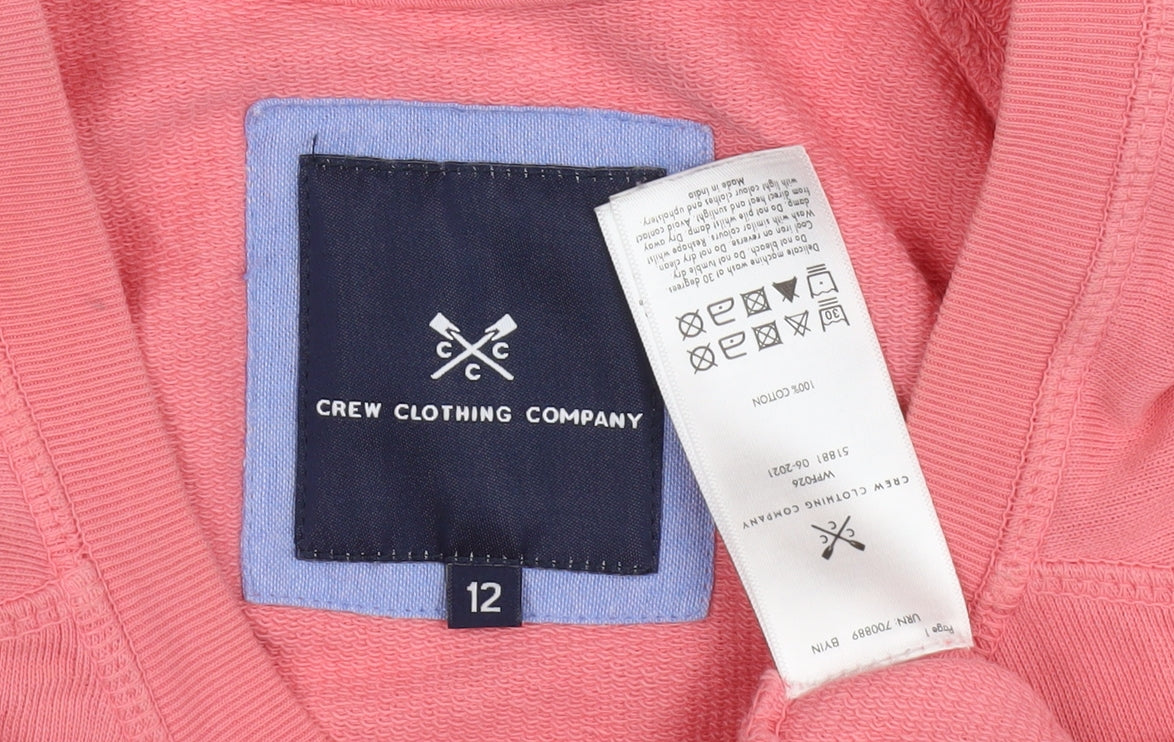 C C
C
CREW CLOTHING COMPANY
12
Page 1
URN: 700889 BYIN
C
C C
CREW CLOTHING COMPANY
WPF026
51881 06-2021
100% COTTON
30
Delicate machine wash at 30 degrees
Do not bleach. Do not tumble dry
Cool iron on reverse. Do not dry clean.
Wash with similar colours. Reshape while
damp. Do not pile whilst damp. Dry away
from direct heat and sunlight. Avoid contact
with light colour clothes and upholstery
Made in India